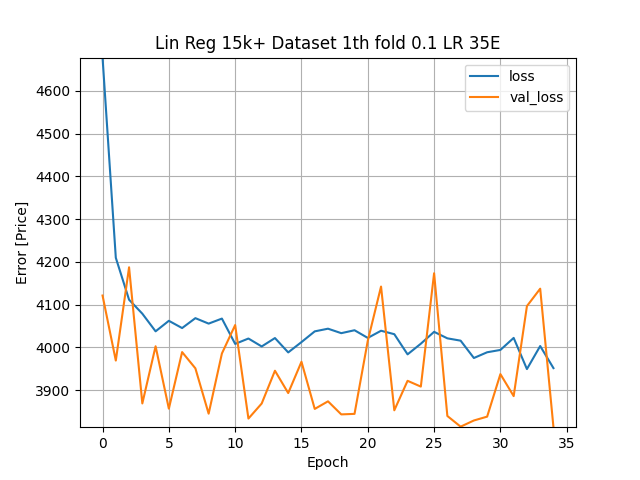 Lin Reg 15k+ Dataset 1th fold 0.1 LR 35E
loss
val_loss
4600
4500
4400
4300
4200
4100
4000
3900
Error [Price]
0 5 10 15 20 25 30 35
Epoch